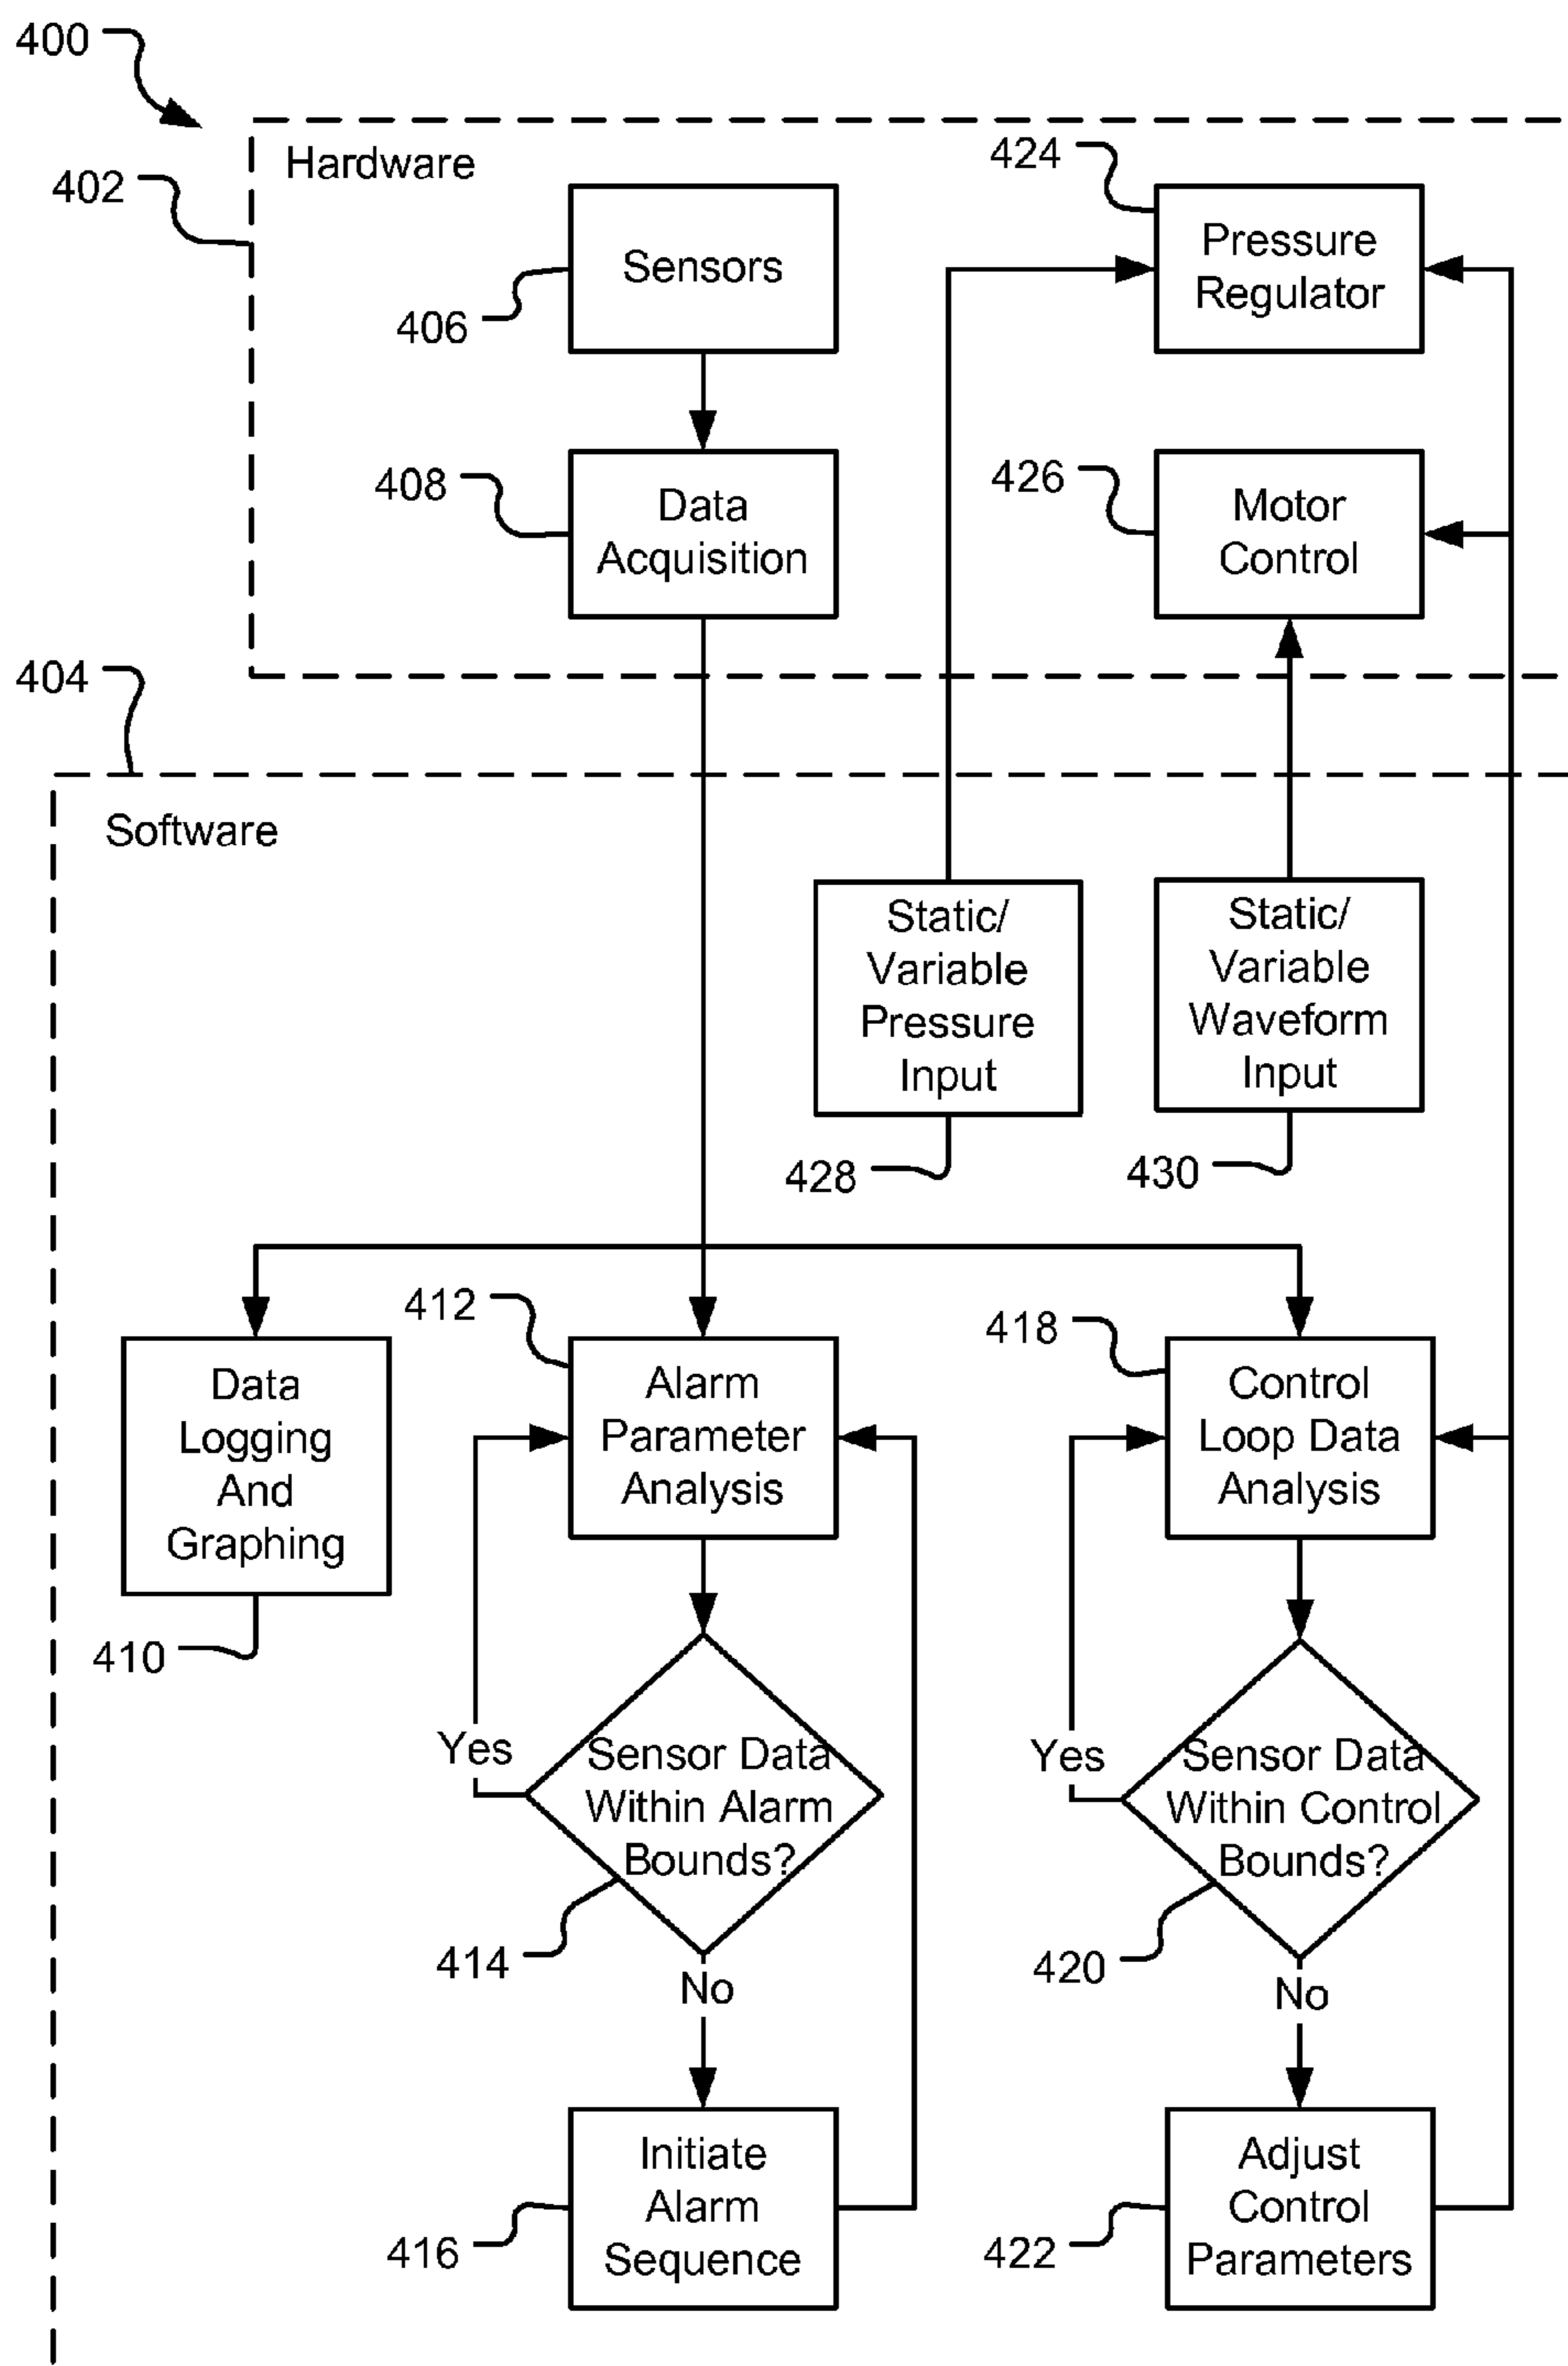 400
402
Hardware
424
Sensors
406
Pressure
Regulator
408
Data
Acquisition
426
Motor
Control
404
Software
Static/
Variable
Pressure
Input
428
Static/
Variable
Waveform
Input
430
Data
Logging
And
Graphing
410
412
Alarm
Parameter
Analysis
418
Control
Loop Data
Analysis
Yes
Sensor Data
Within Alarm
Bounds?
414
No
Yes
Sensor Data
Within Control
Bounds?
420
No
Initiate
Alarm
Sequence
416
Adjust
Control
Parameters
422